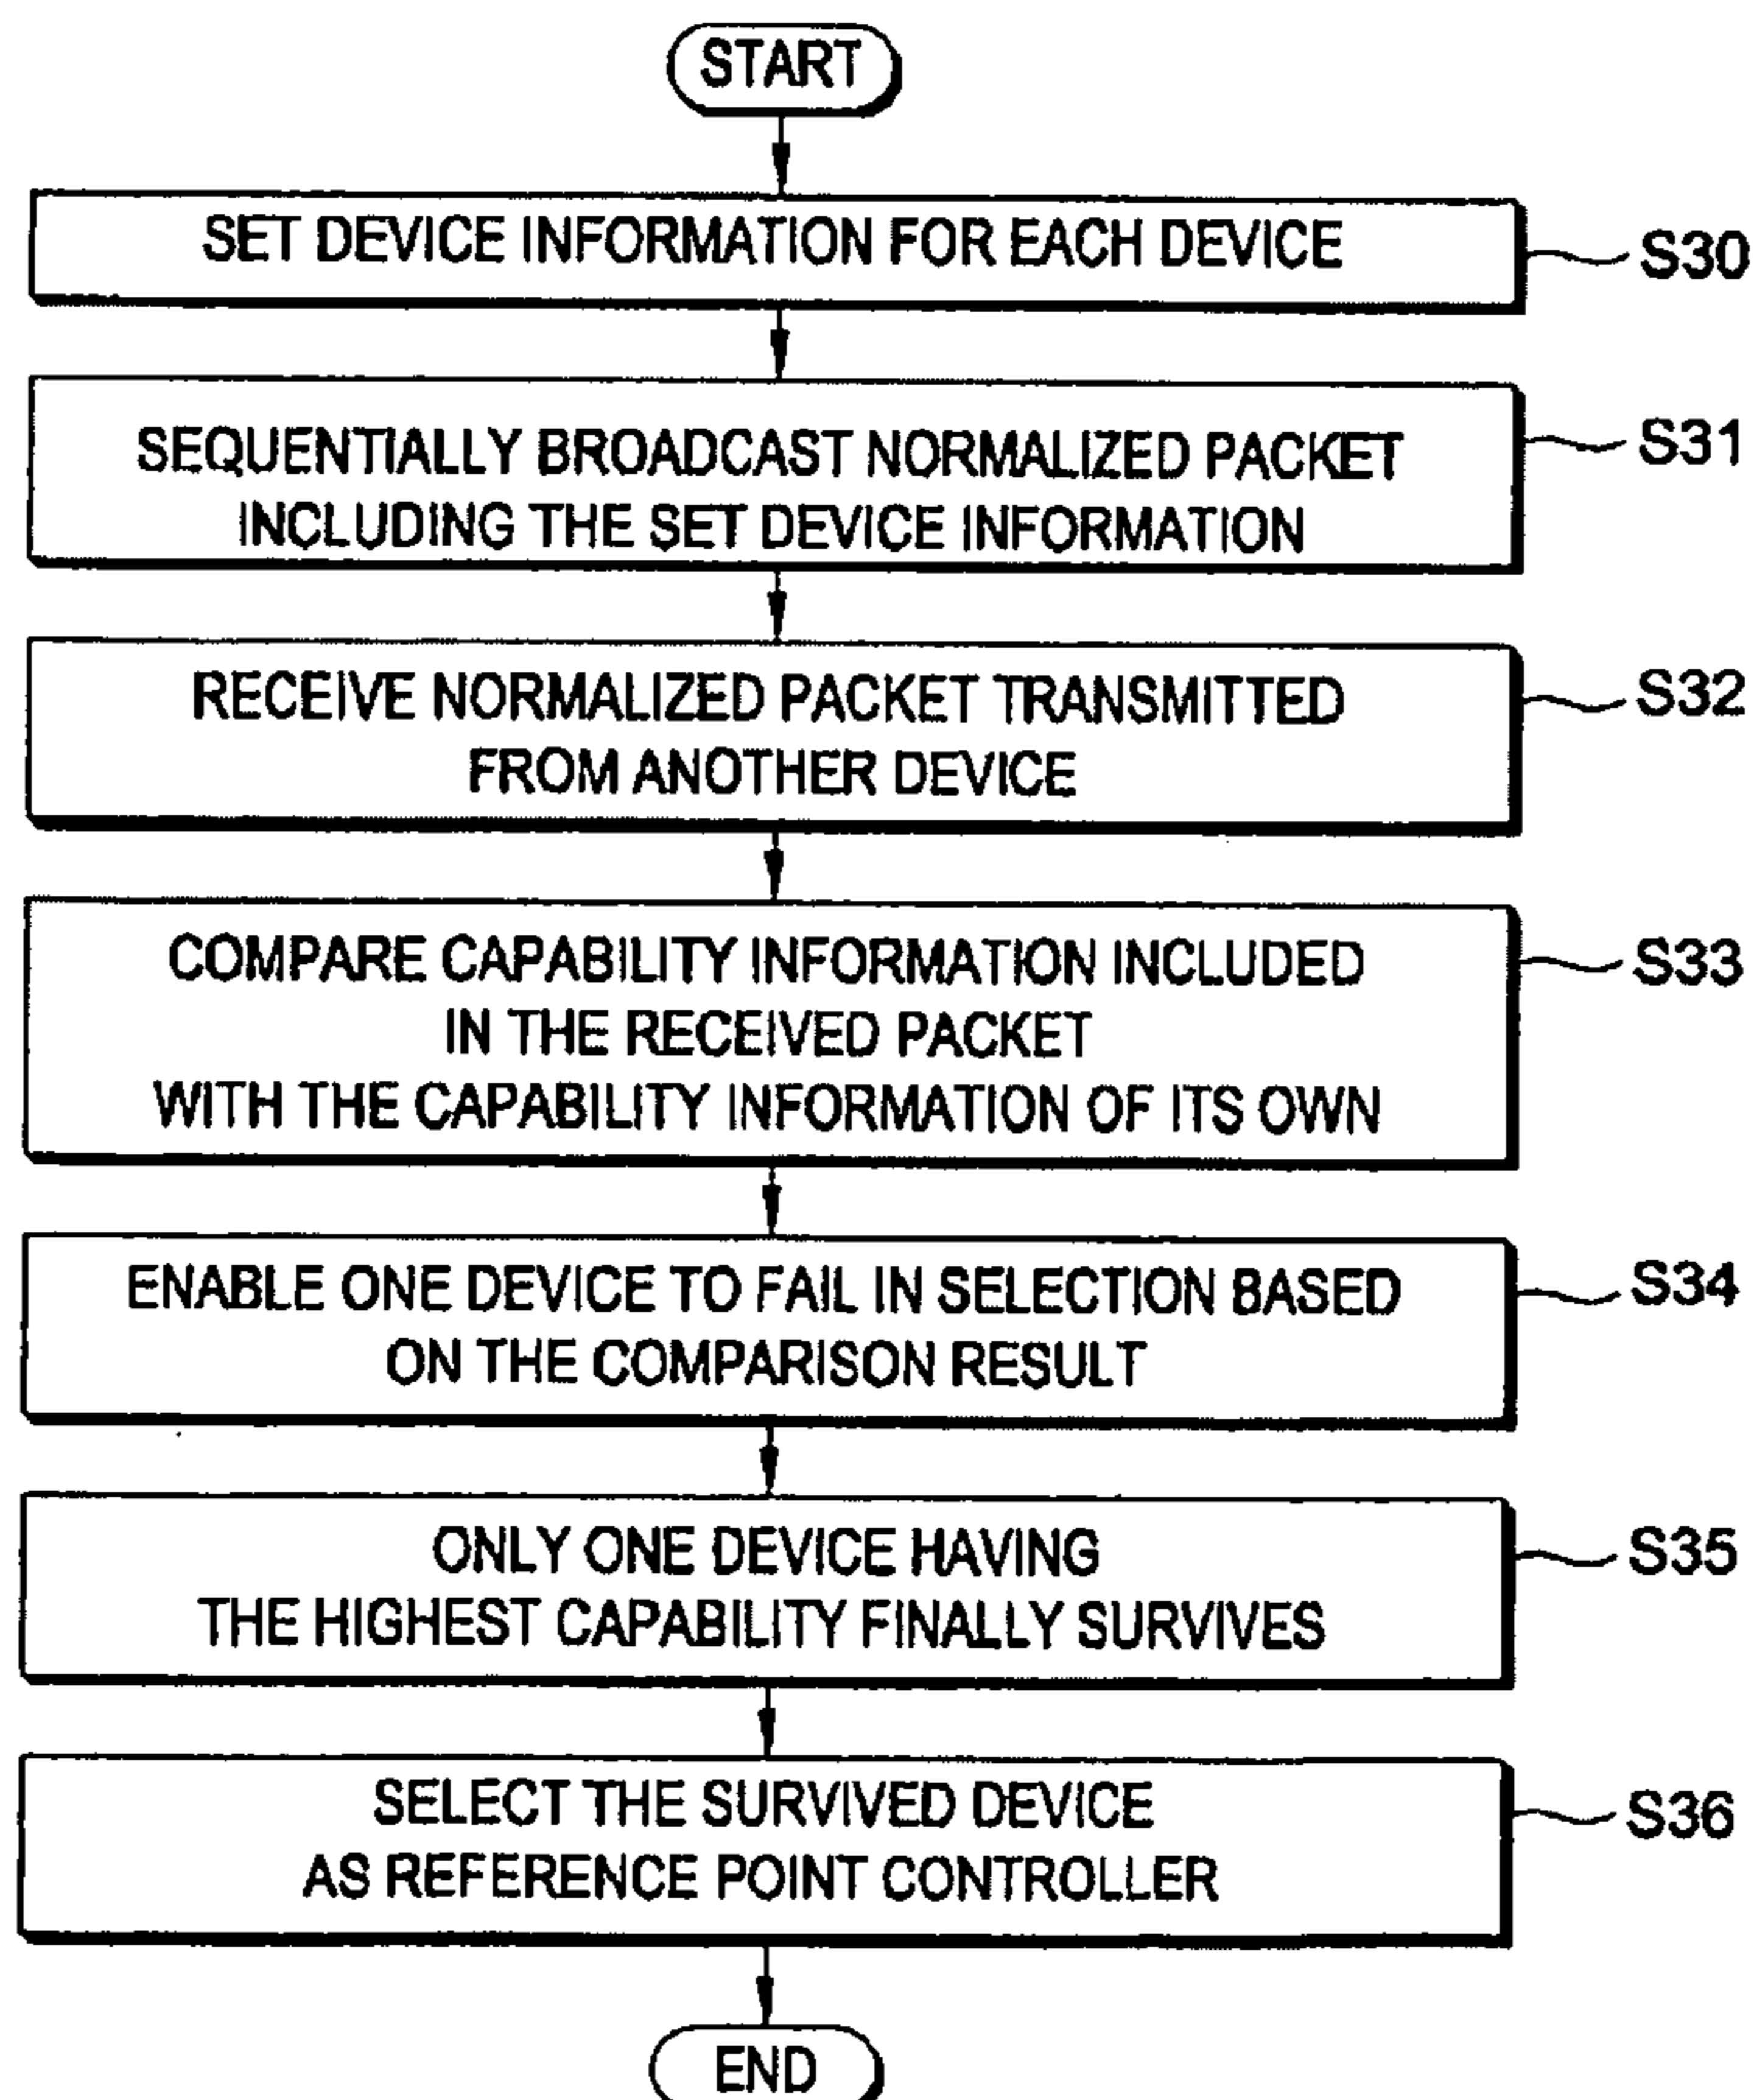 START
SET DEVICE INFORMATION FOR EACH DEVICE
S30
SEQUENTIALLY BROADCAST NORMALIZED PACKET
INCLUDING THE SET DEVICE INFORMATION
S31
RECEIVE NORMALIZED PACKET TRANSMITTED
FROM ANOTHER DEVICE
S32
COMPARE CAPABILITY INFORMATION INCLUDED
IN THE RECEIVED PACKET
WITH THE CAPABILITY INFORMATION OF ITS OWN
S33
ENABLE ONE DEVICE TO FAIL IN SELECTION BASED
ON THE COMPARISON RESULT
S34
ONLY ONE DEVICE HAVING
THE HIGHEST CAPABILITY FINALLY SURVIVES
S35
SELECT THE SURVIVED DEVICE
AS REFERENCE POINT CONTROLLER
S36
END